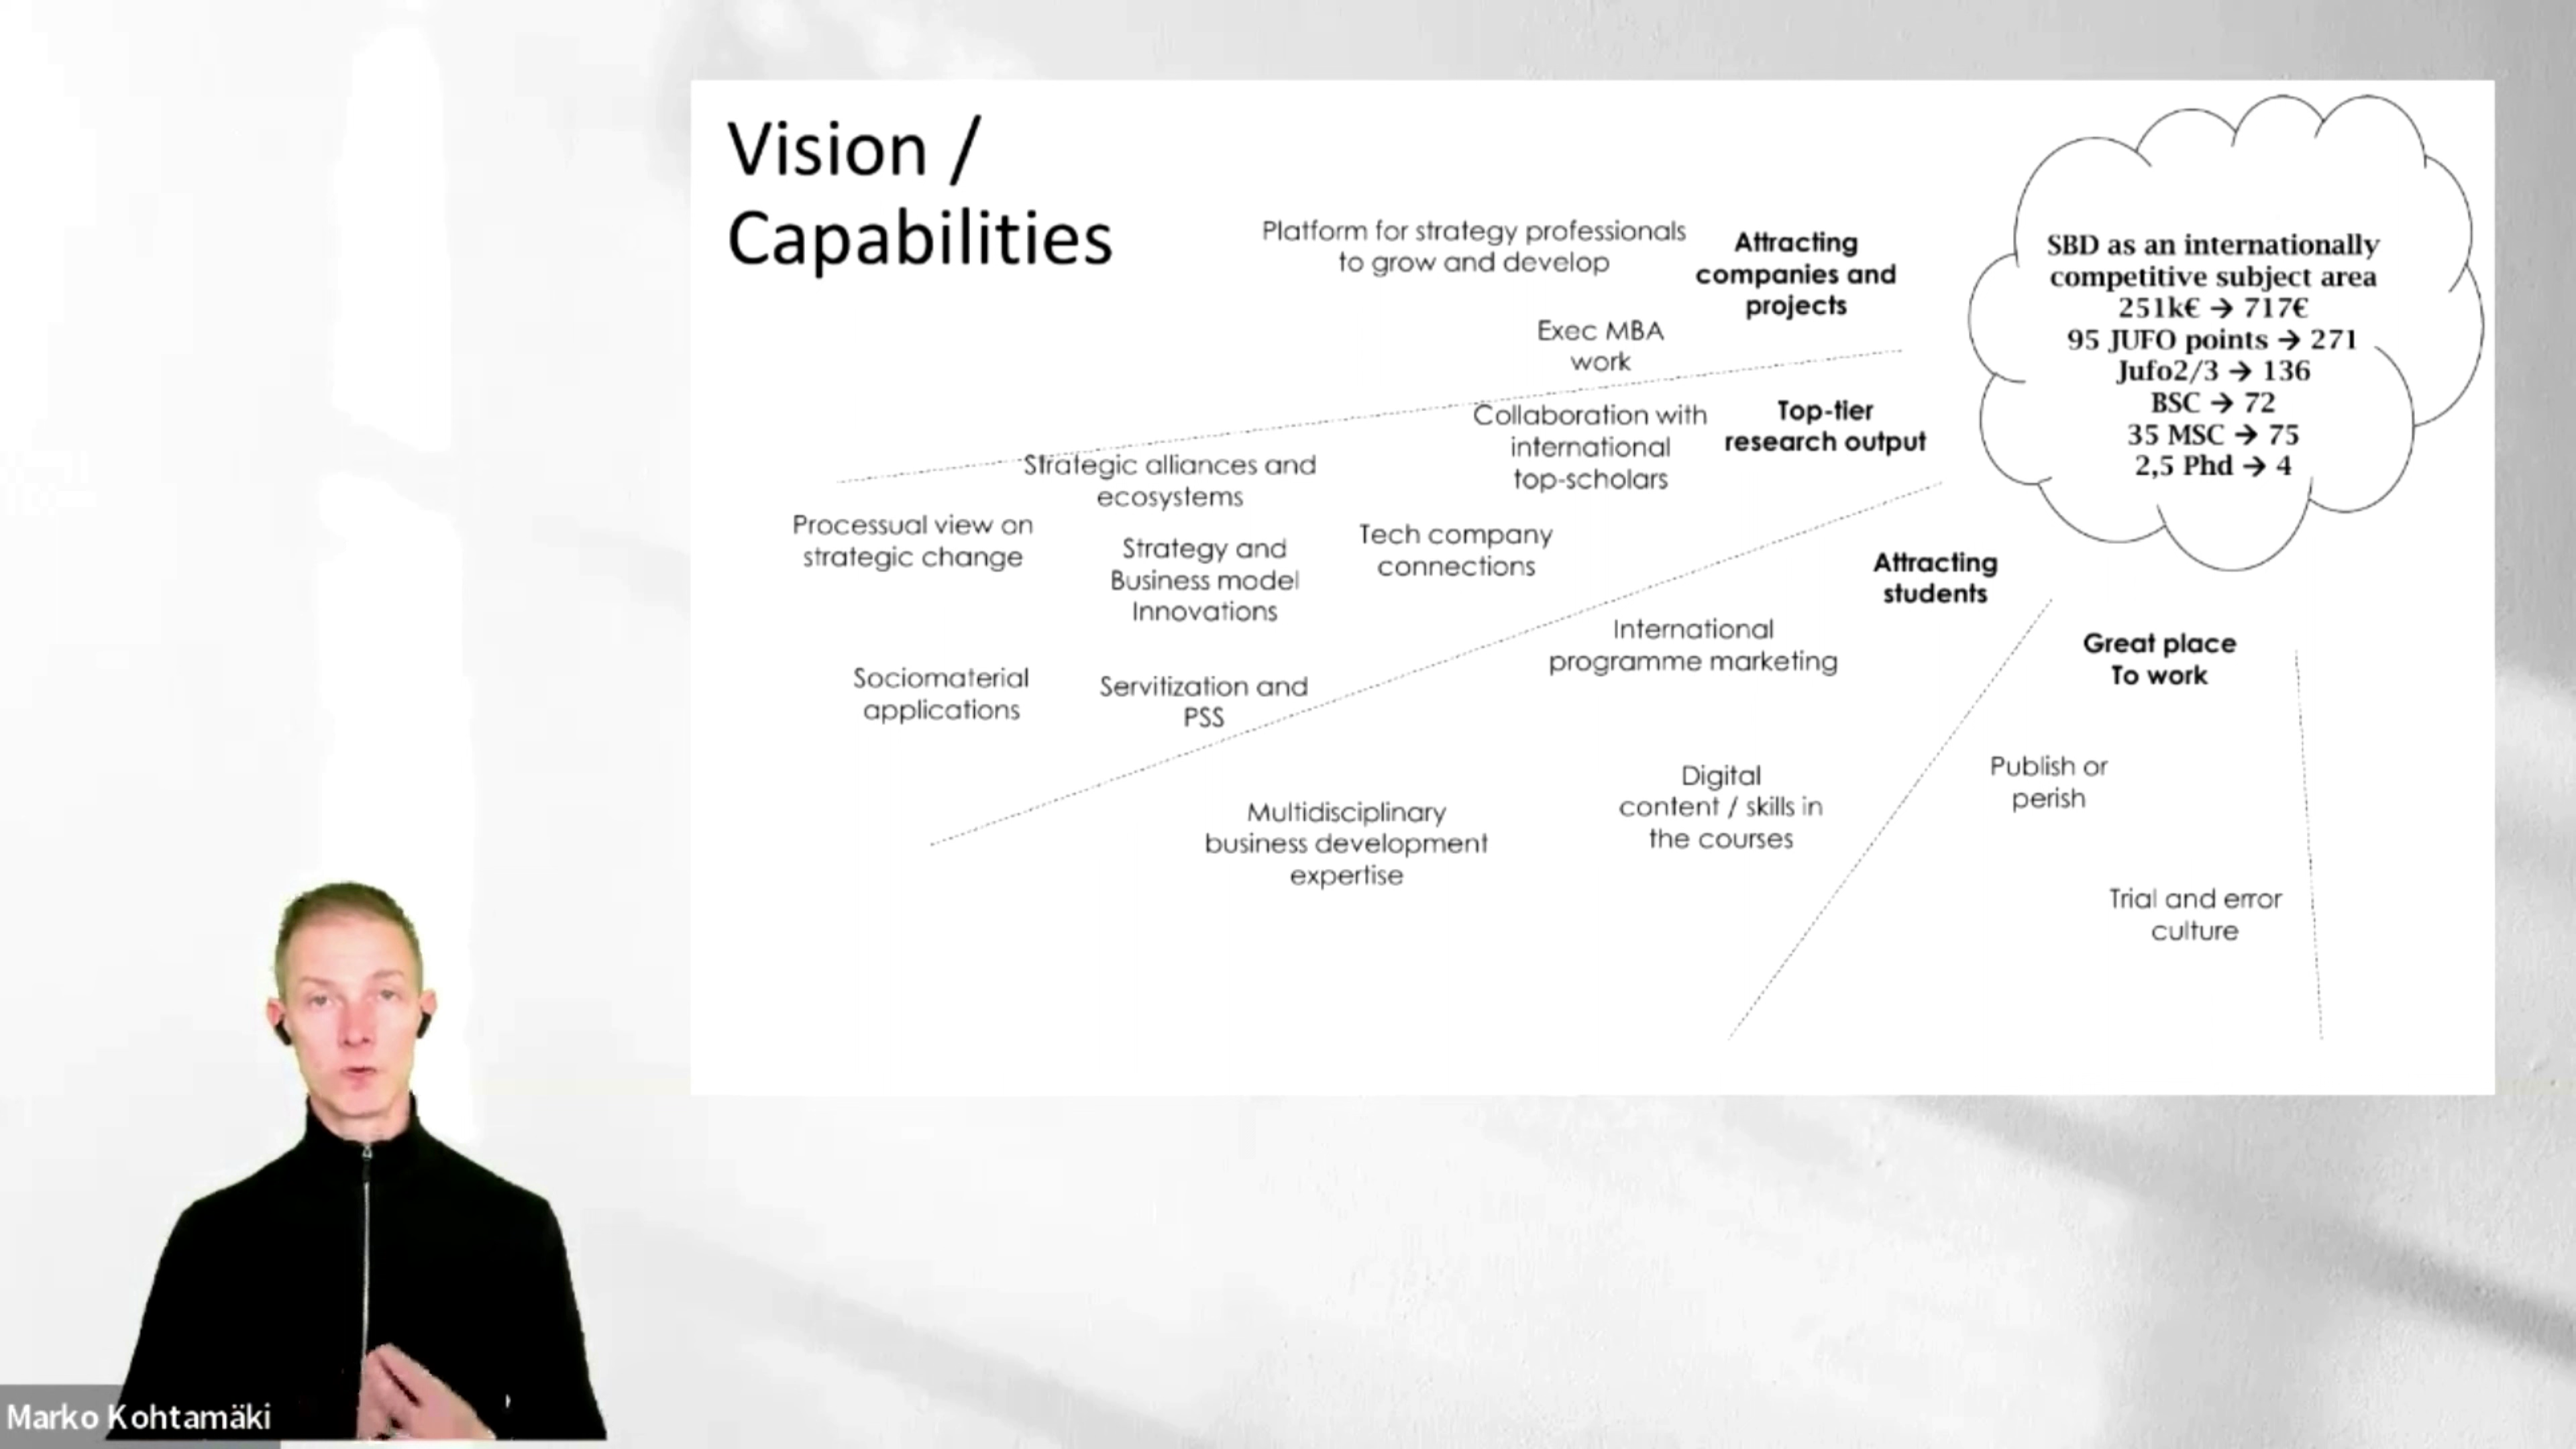 Vision /
Capabilities
Platform for strategy professionals
to grow and develop
Attracting
companies and
projects
Exec MBA
work
SBD as an internationally
competitive subject area
251k€ → 717€
95 JUFO points → 271
Jufo2/3 → 136
BSC → 72
35 MSC → 75
2,5 Phd → 4
Collaboration with
international
top-scholars
Top-tier
research output
Strategic alliances and
ecosystems
Processual view on
strategic change
Strategy and
Business model
Innovations
Tech company
connections
Sociomaterial
applications
Servitization and
PSS
Attracting
students
International
programme marketing
Multidisciplinary
business development
expertise
Digital
content / skills in
the courses
Great place
To work
Publish or
perish
Trial and error
culture
Marko Kohtamäki